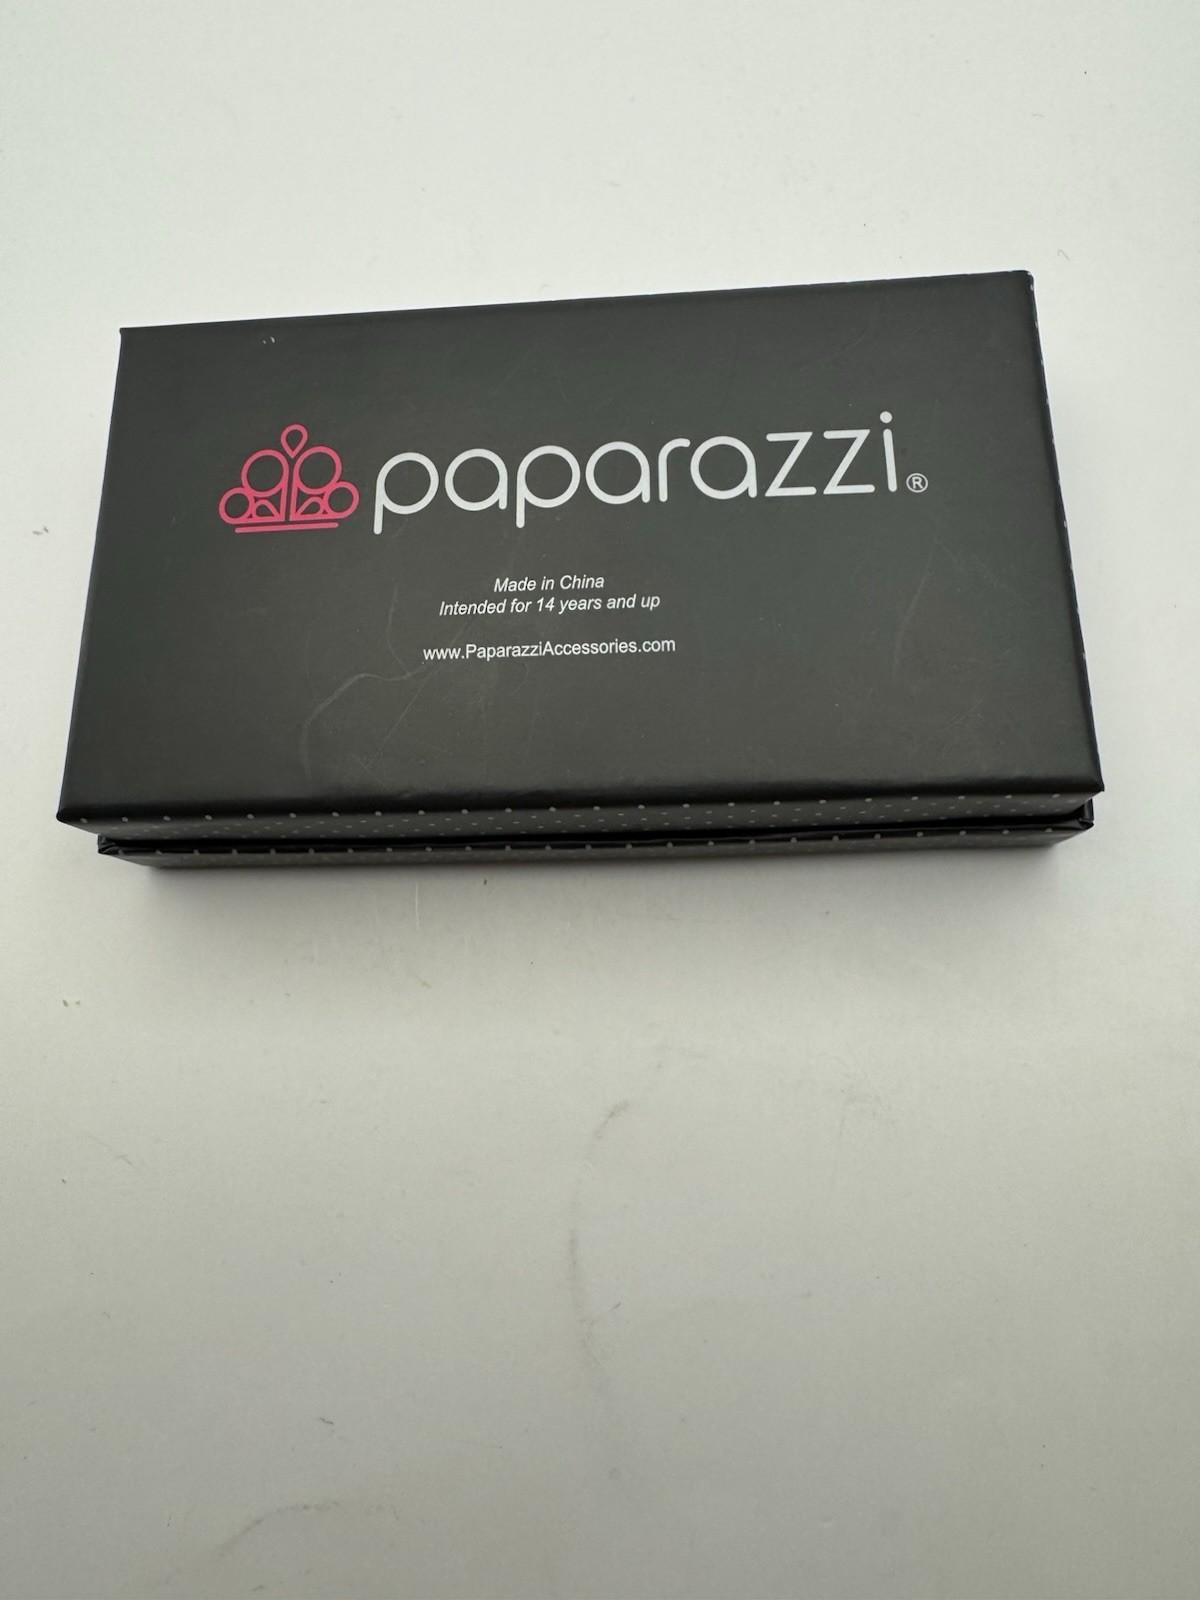 paparazzi®
Made in China
Intended for 14 years and up
www.PaparazziAccessories.com